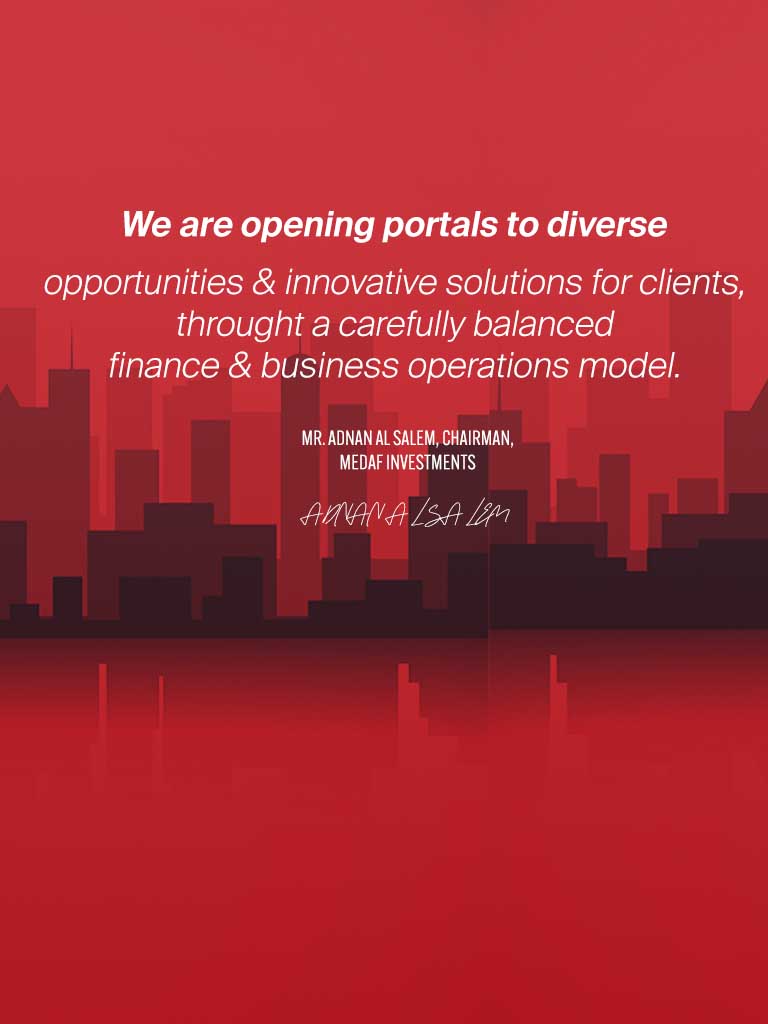 We are opening portals to diverse
opportunities & innovative solutions for clients,
throught a carefully balanced
finance & business operations model.
MR. ADNAN AL SALEM, CHAIRMAN,
MEDAF INVESTMENTS
ADNAN ALSALEM